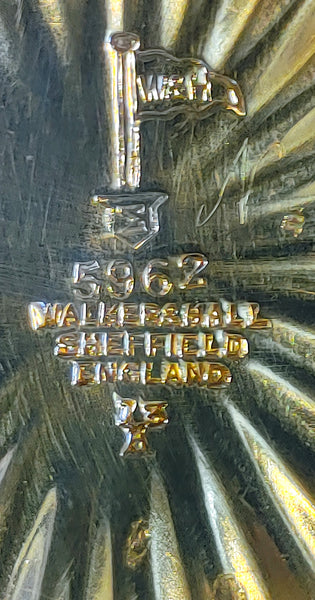 W&H
5962
WALKER & HALL
SHEFFIELD
ENGLAND